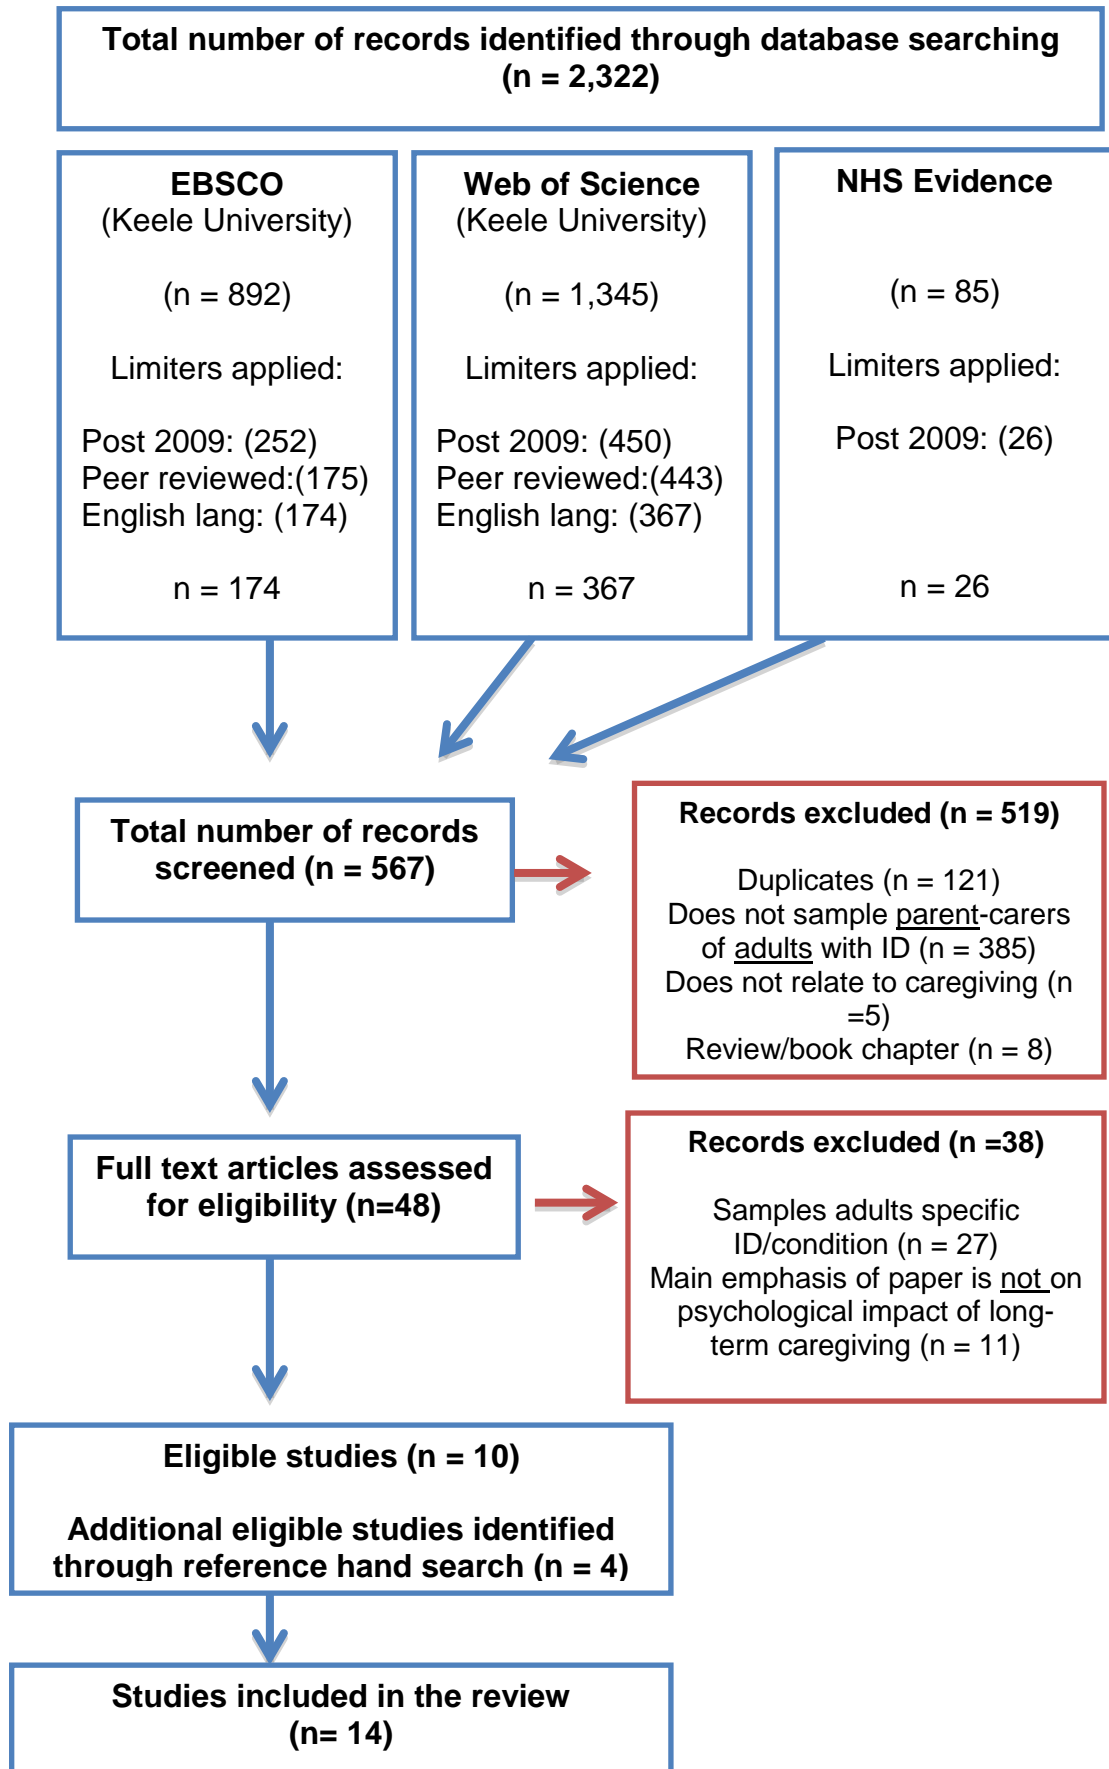 Total number of records identified through database searching
(n = 2,322)
EBSCO
(Keele University)
(n = 892)
Limiters applied:
Post 2009: (252)
Peer reviewed:(175)
English lang: (174)
n = 174
Web of Science
(Keele University)
(n = 1,345)
Limiters applied:
Post 2009: (450)
Peer reviewed:(443)
English lang: (367)
n = 367
NHS Evidence
(n = 85)
Limiters applied:
Post 2009: (26)
n = 26
Total number of records
screened (n = 567)
Records excluded (n = 519)
Duplicates (n = 121)
Does not sample parent-carers
of adults with ID (n = 385)
Does not relate to caregiving (n
=5)
Review/book chapter (n = 8)
Full text articles assessed
for eligibility (n=48)
Records excluded (n =38)
Samples adults specific
ID/condition (n = 27)
Main emphasis of paper is not on
psychological impact of long-
term caregiving (n = 11)
Eligible studies (n = 10)
Additional eligible studies identified
through reference hand search (n = 4)
Studies included in the review
(n= 14)